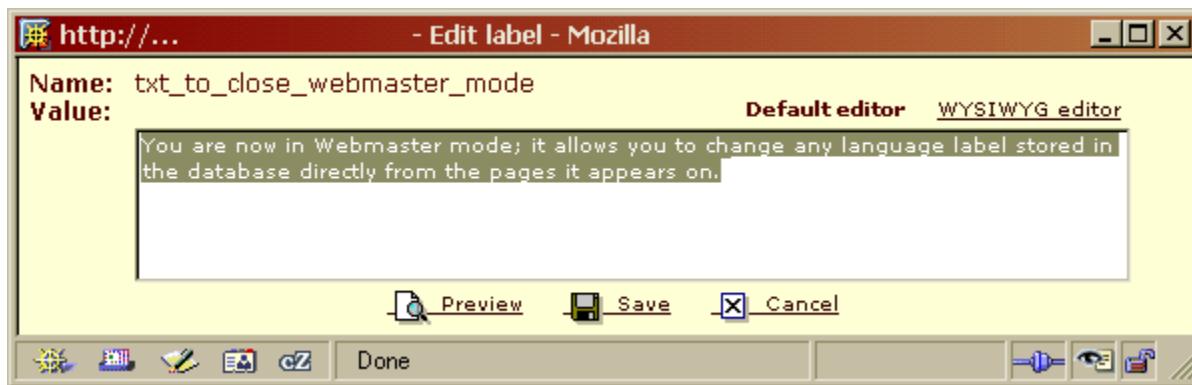 http://... - Edit label - Mozilla
Name: txt_to_close_webmaster_mode
Value:
Default editor WYSIWYG editor
You are now in Webmaster mode; it allows you to change any language label stored in
the database directly from the pages it appears on.
Preview Save Cancel
cZ Done